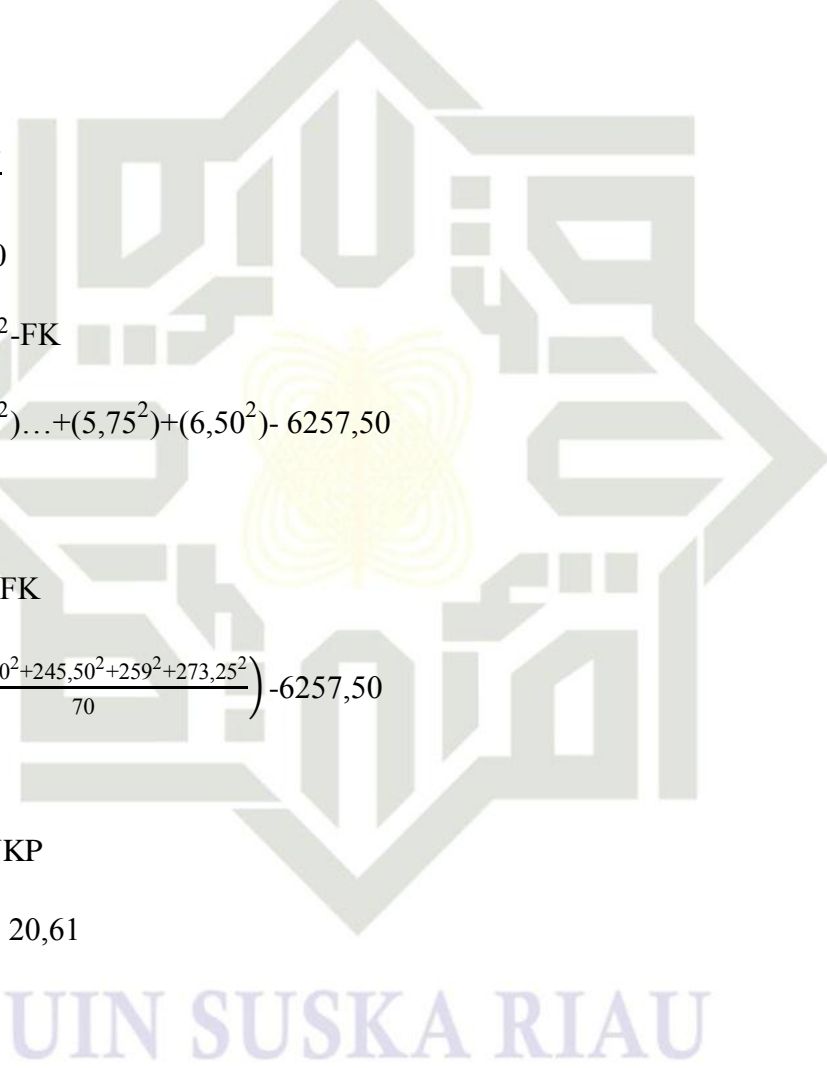 0
²-FK
²)…+(5,75²)+(6,50²)- 6257,50
FK
0²+245,50²+259²+273,25²
70
) -6257,50
KP
20,61
UIN SUSKA RIAU